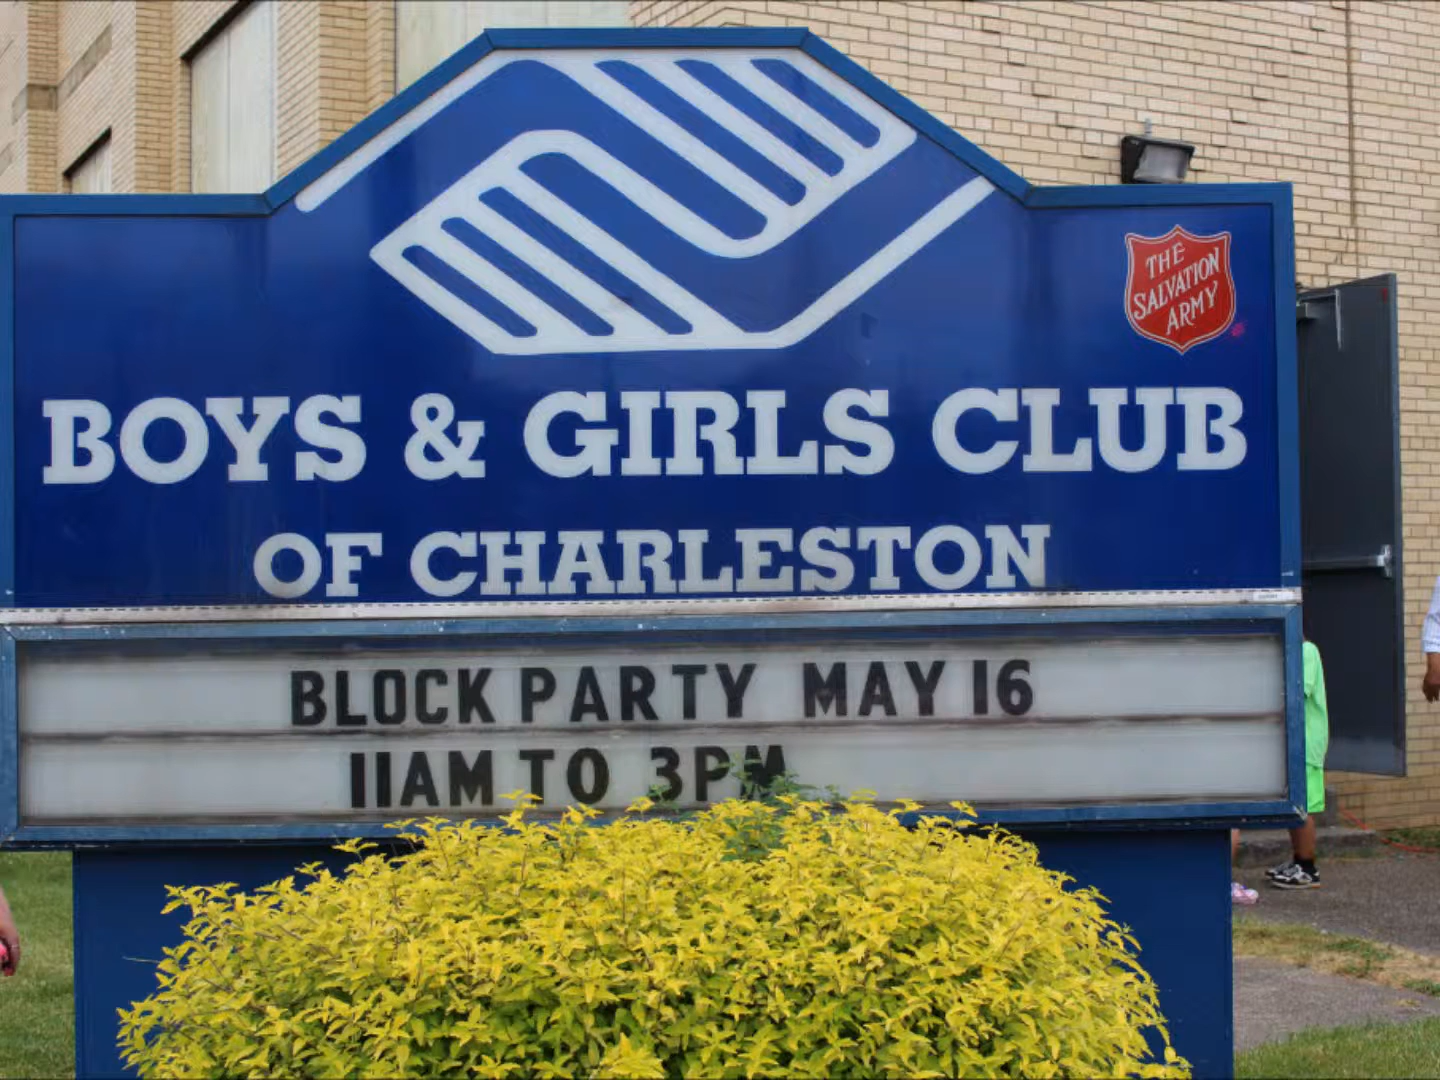 THE
SALVATION
ARMY
BOYS & GIRLS CLUB
OF CHARLESTON
BLOCK PARTY MAY 16
11AM TO 3PM